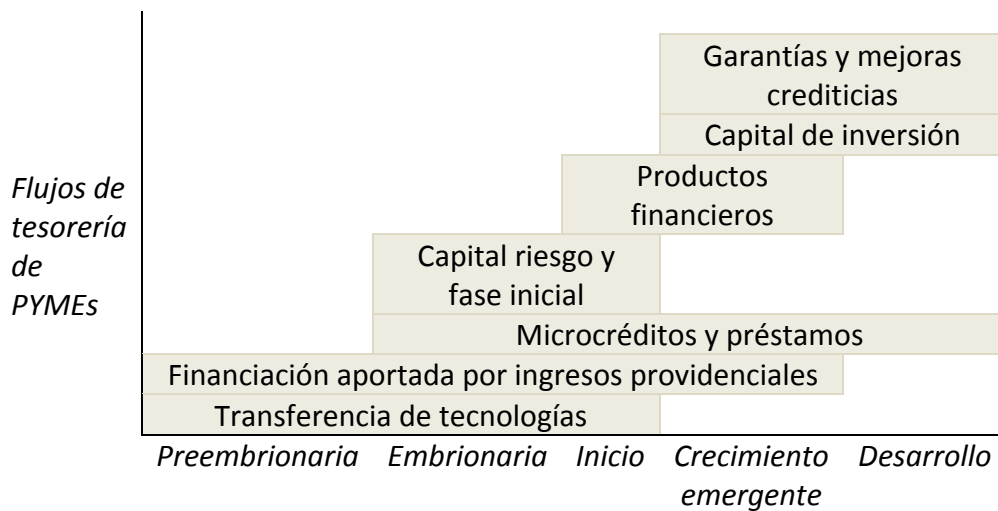 Garantías y mejoras
crediticias
Capital de inversión
Productos
financieros
Flujos de
tesorería
de
PYMEs
Capital riesgo y
fase inicial
Microcréditos y préstamos
Financiación aportada por ingresos providenciales
Transferencia de tecnologías
Preembrionaria Embrionaria Inicio Crecimiento Desarrollo
emergente